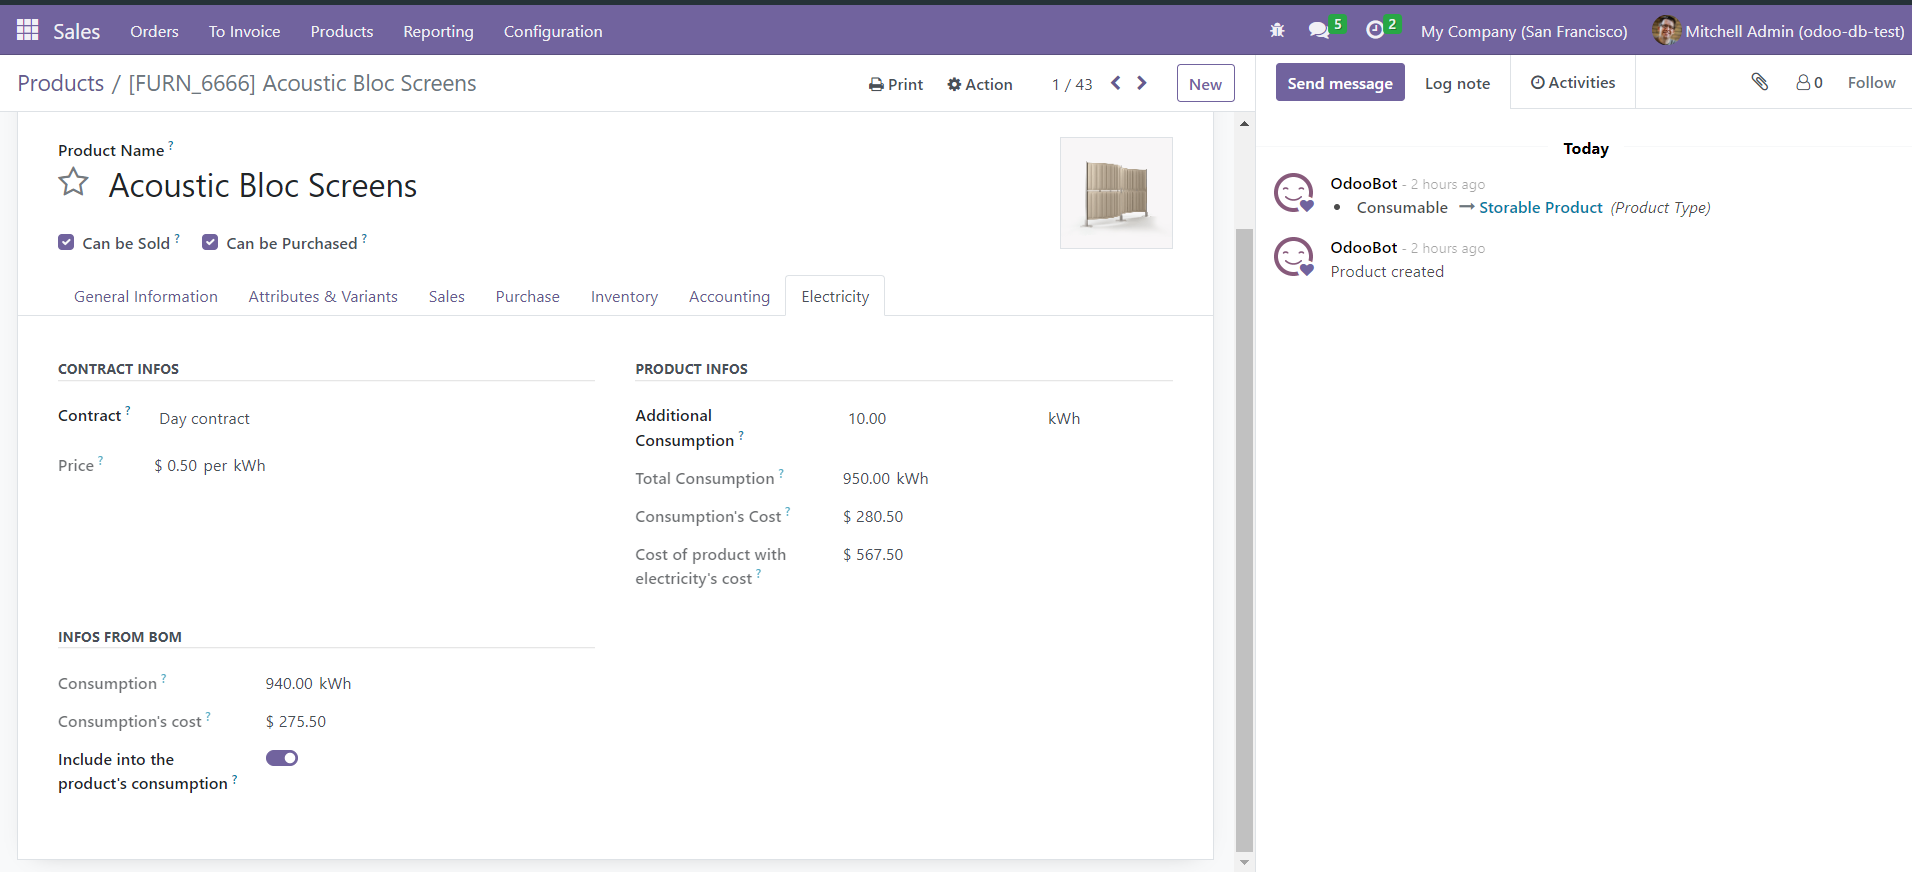 Sales Orders To Invoice Products Reporting Configuration 5 2 My Company (San Francisco) Mitchell Admin (odoo-db-test)
Products / [FURN_6666] Acoustic Bloc Screens Print Action 1 / 43 New
Send message Log note Activities 0 Follow
Product Name ?
Acoustic Bloc Screens
Can be Sold ? Can be Purchased ?
General Information Attributes & Variants Sales Purchase Inventory Accounting Electricity
CONTRACT INFOS
Contract ? Day contract
Price ? $ 0.50 per kWh
PRODUCT INFOS
Additional
Consumption ? 10.00 kWh
Total Consumption ? 950.00 kWh
Consumption's Cost ? $ 280.50
Cost of product with
electricity's cost ? $ 567.50
INFOS FROM BOM
Consumption ? 940.00 kWh
Consumption's cost ? $ 275.50
Include into the
product's consumption ?
Today
OdooBot - 2 hours ago
• Consumable → Storable Product (Product Type)
OdooBot - 2 hours ago
Product created